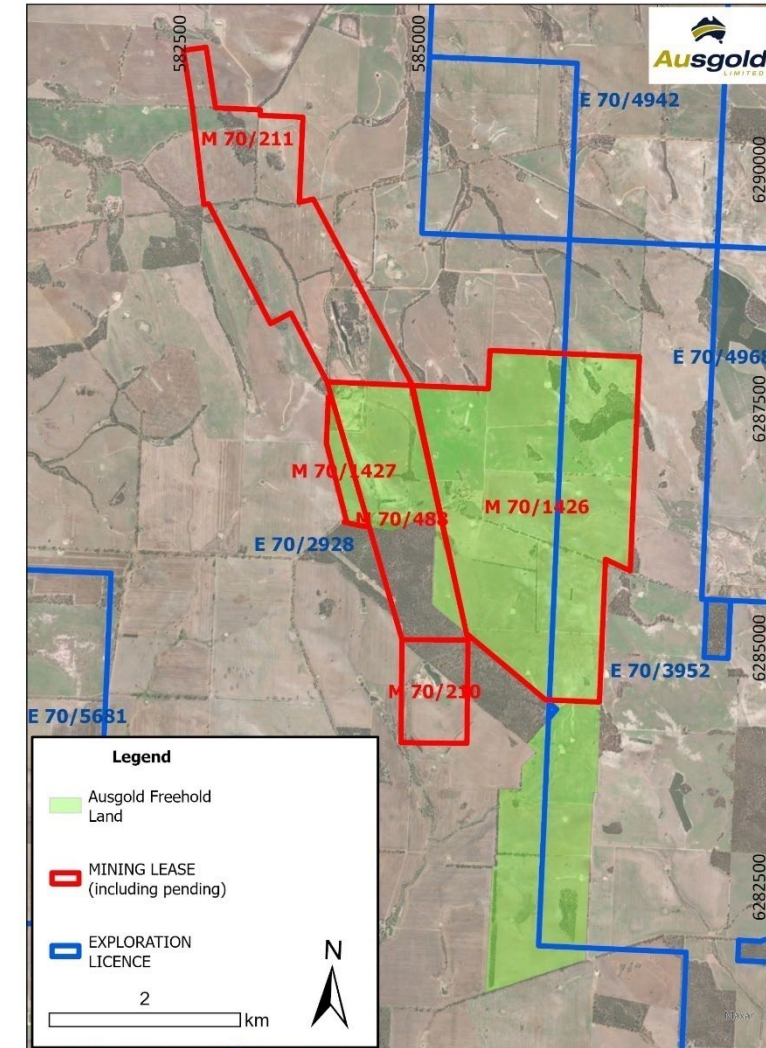 582500
585000
Ausgold
LIMITED
E 70/4942
M 70/211
6290000
E 70/4968
6287500
M 70/1427
M 70/1426
M 70/488
E 70/2928
6285000
E 70/3952
M 70/210
E 70/5681
Legend
Ausgold Freehold
Land
MINING LEASE
(including pending)
EXPLORATION
LICENCE
N
2
km
6282500
Maxar